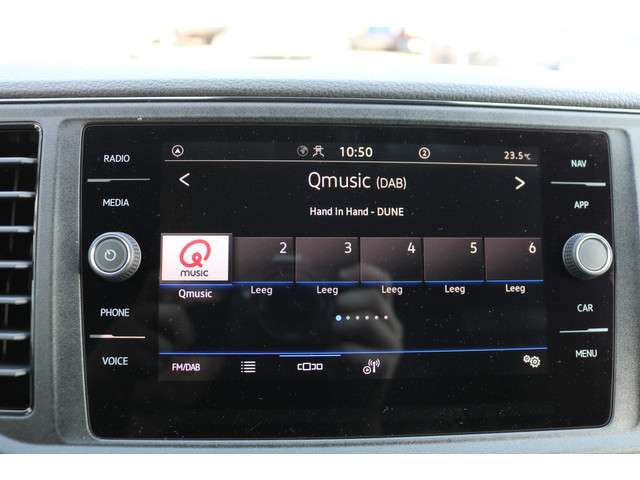 RADIO
MEDIA
PHONE
VOICE
10:50
2
23.5°C
Qmusic (DAB)
Hand in Hand - DUNE
Q MUSIC
2
3
4
5
6
Qmusic
Leeg
Leeg
Leeg
Leeg
Leeg
FM/DAB
NAV
APP
CAR
MENU